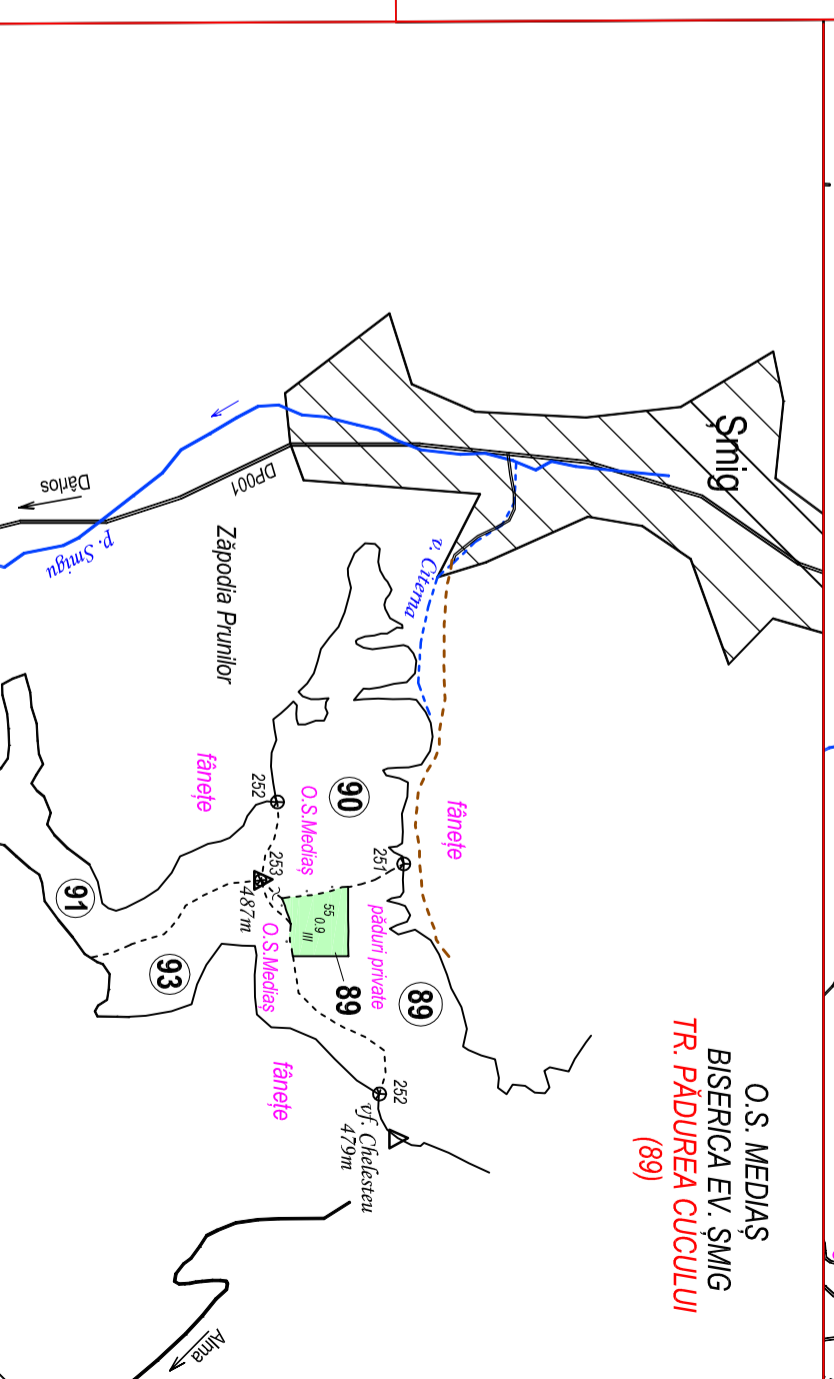 O.S. MEDIAȘ
BISERICA EV. ȘMIG
TR. PĂDUREA CUCULUI
(89)
Șmig
DP001
Dârlos
p. Smigu
v. Citerna
Zăpodia Prunilor
fânețe
fânețe
90
O.S.Mediaș
252
251
253
487m
păduri private
55
0.9
III
89
89
O.S.Mediaș
91
93
fânețe
252
vf. Chelesteu
479m
Alma